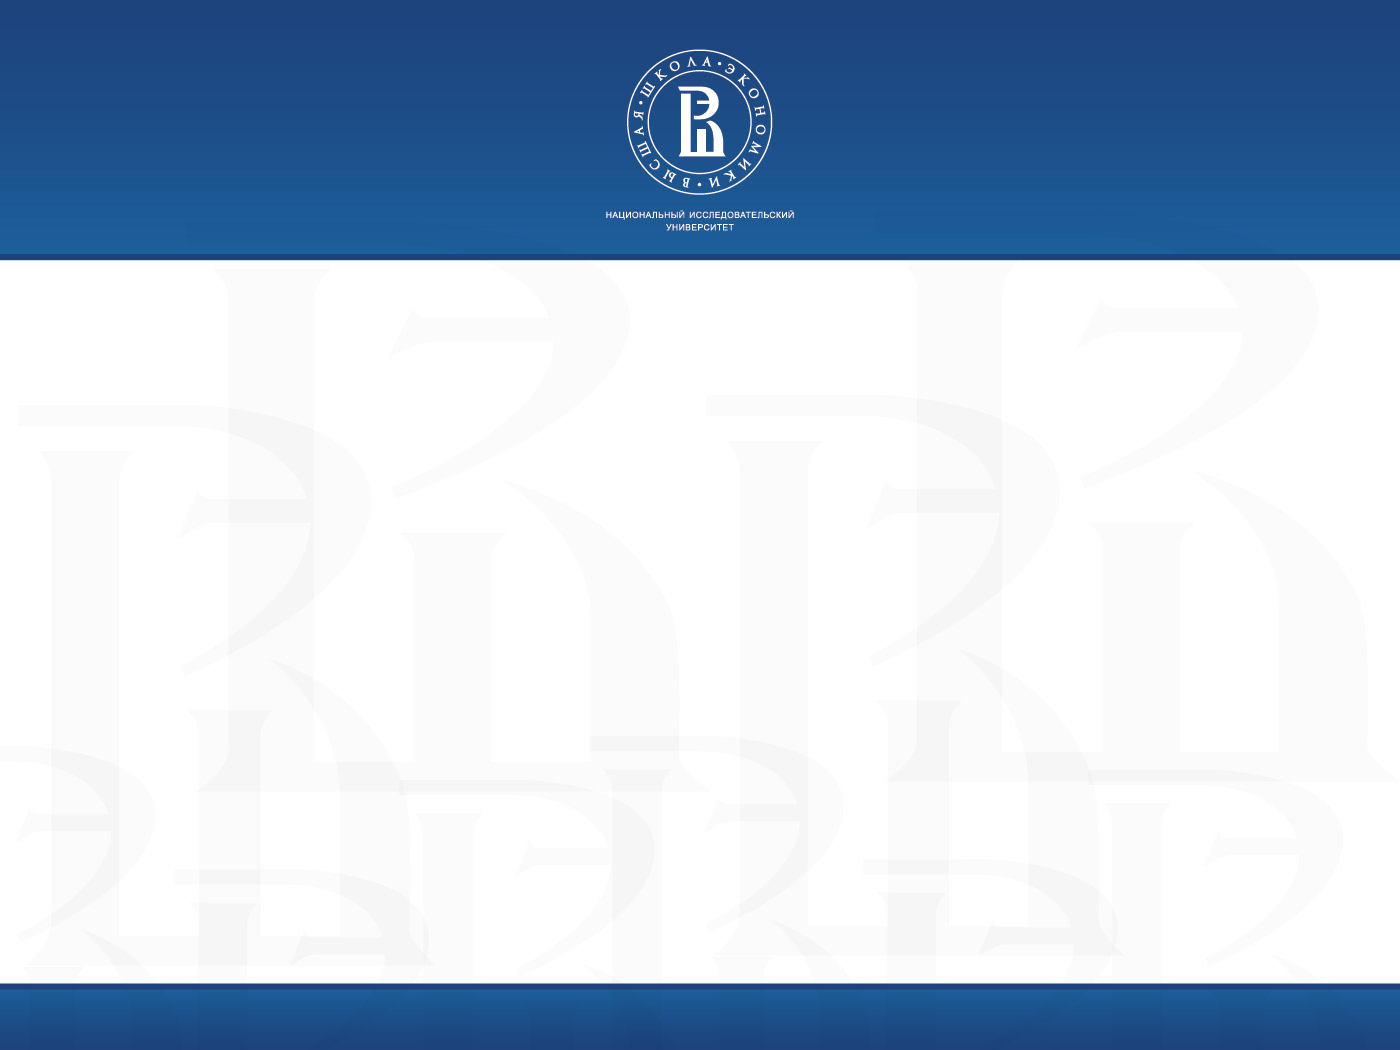 ВЫСШАЯ • ШКОЛА • ЭКОНОМИКИ •
НАЦИОНАЛЬНЫЙ ИССЛЕДОВАТЕЛЬСКИЙ
УНИВЕРСИТЕТ